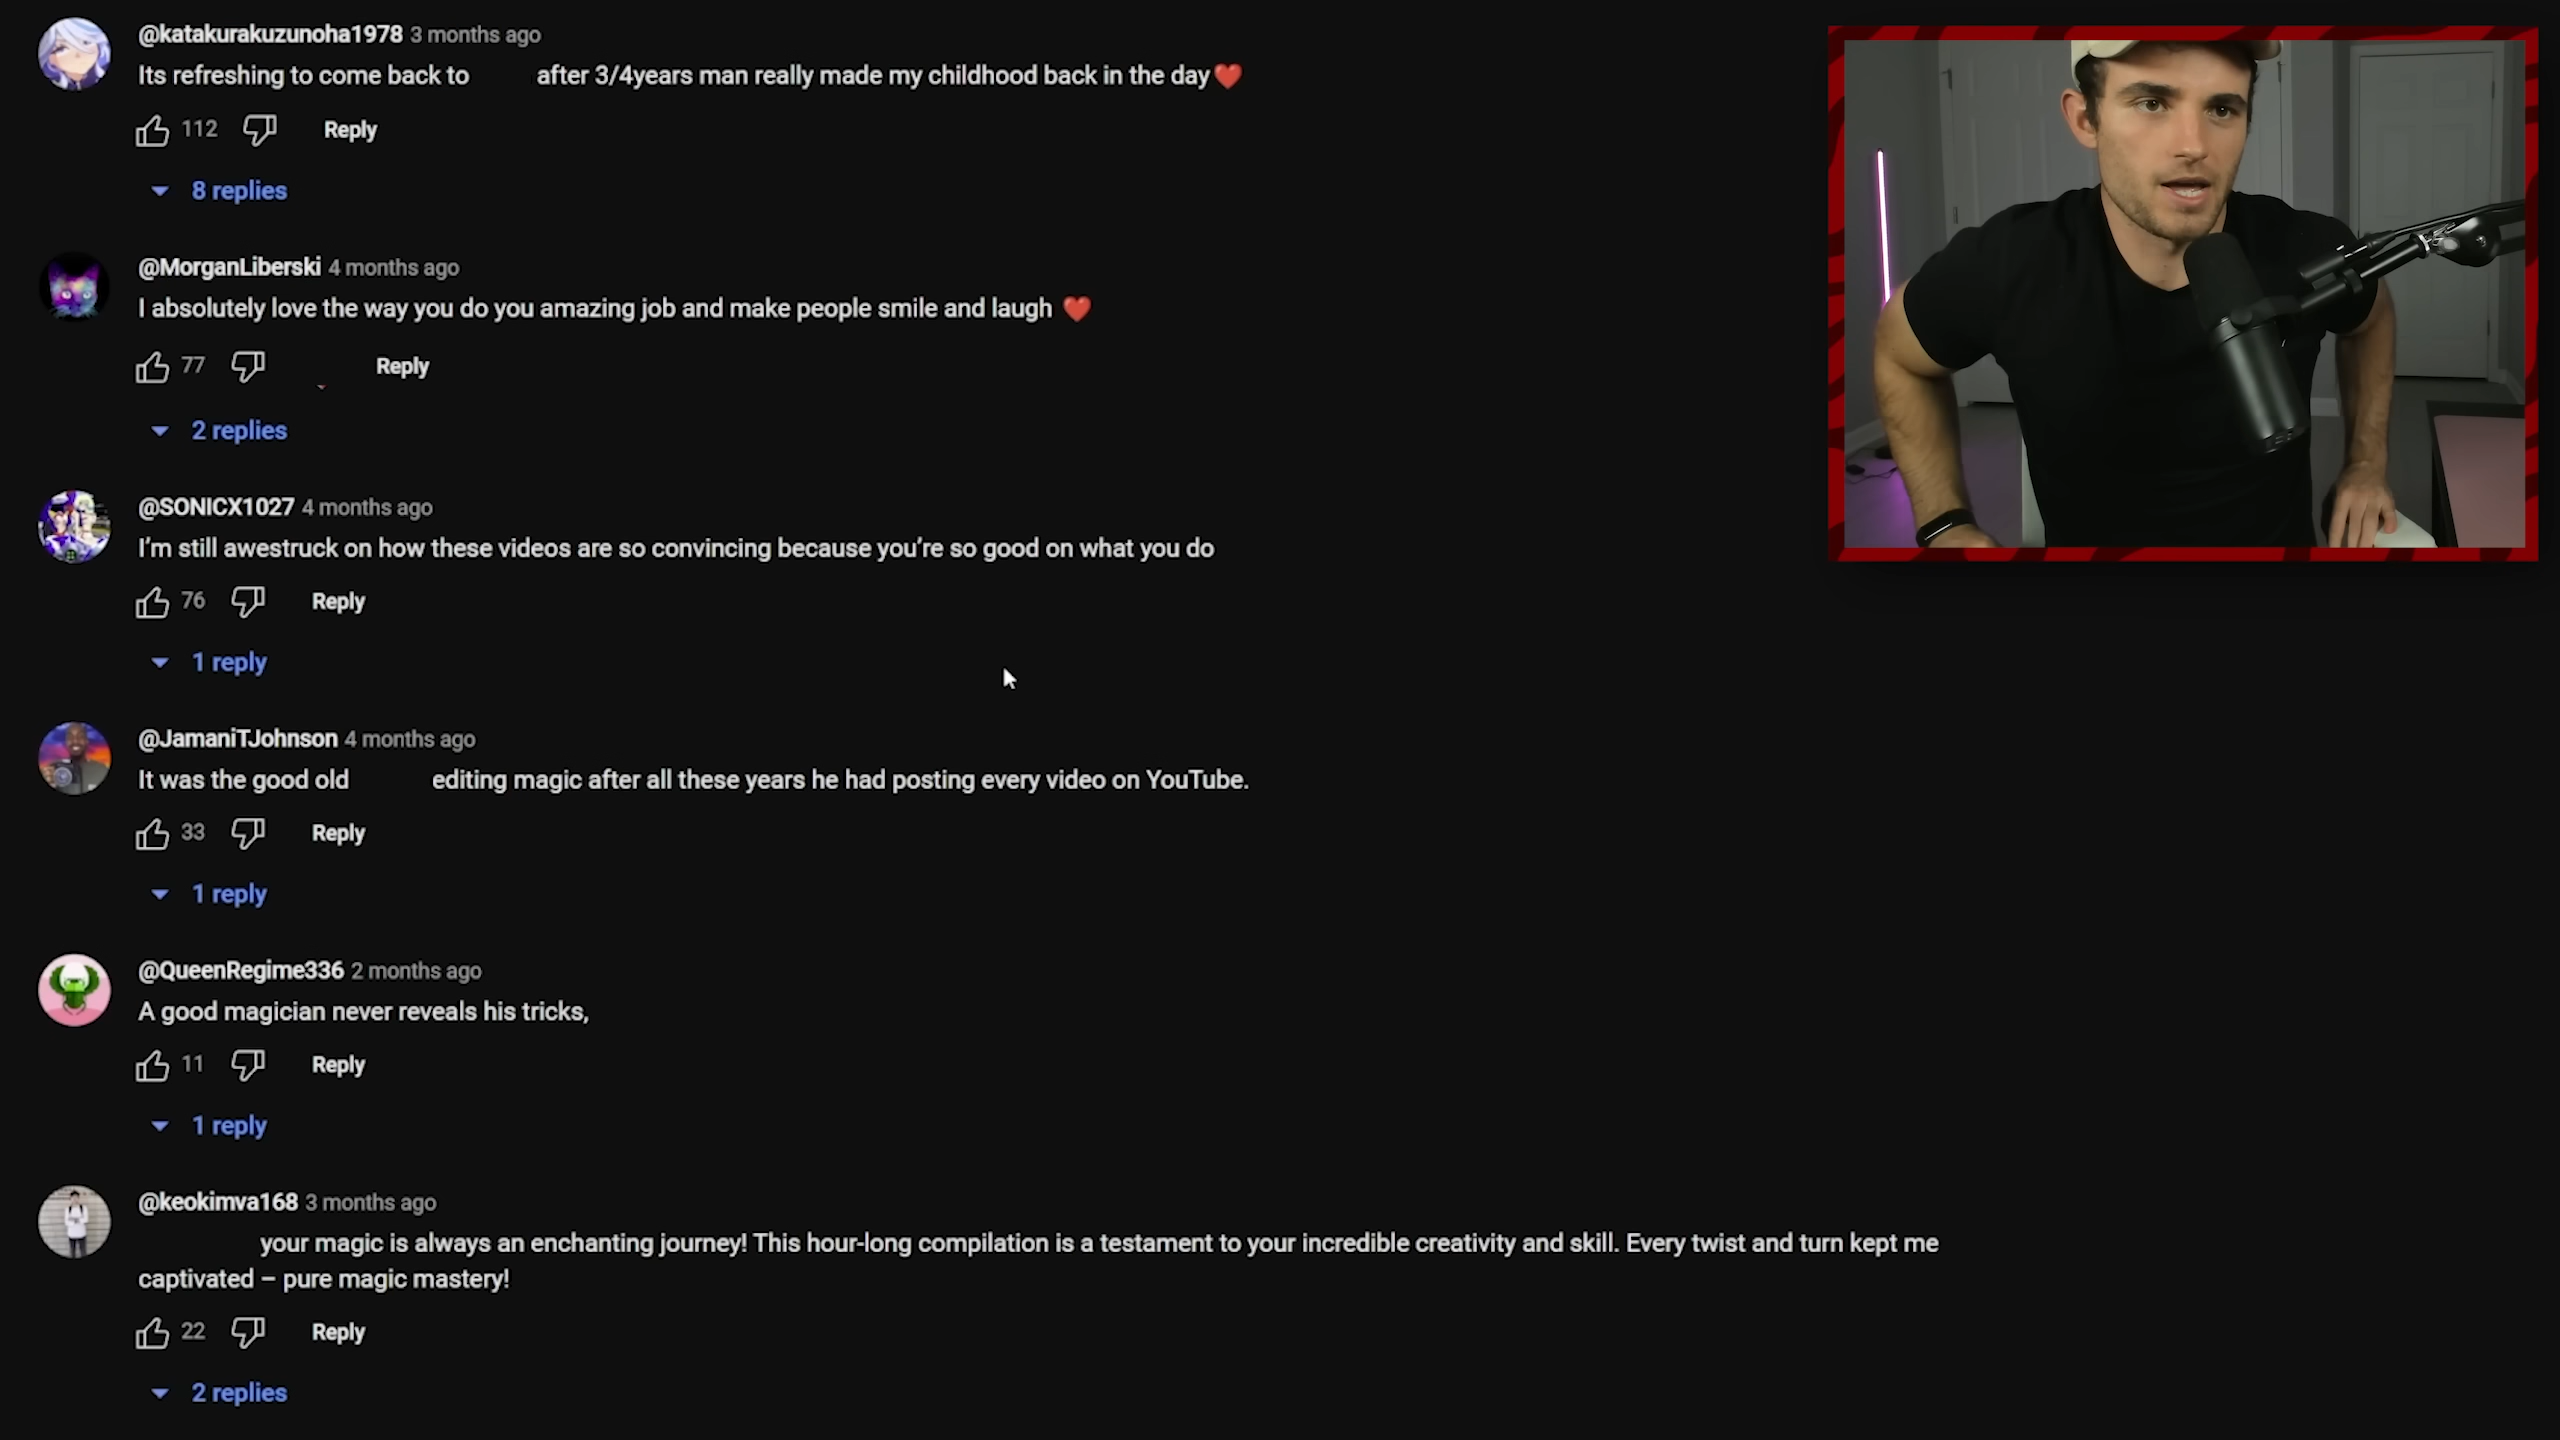 @katakurakuzunoha1978 3 months ago
Its refreshing to come back to after 3/4years man really made my childhood back in the day❤️
112 Reply
8 replies
@MorganLiberski 4 months ago
I absolutely love the way you do you amazing job and make people smile and laugh ❤️
77 Reply
2 replies
@SONICX1027 4 months ago
I'm still awestruck on how these videos are so convincing because you're so good on what you do
76 Reply
1 reply
@JamaniTJohnson 4 months ago
It was the good old editing magic after all these years he had posting every video on YouTube.
33 Reply
1 reply
@QueenRegime336 2 months ago
A good magician never reveals his tricks,
11 Reply
1 reply
@keokimva168 3 months ago
your magic is always an enchanting journey! This hour-long compilation is a testament to your incredible creativity and skill. Every twist and turn kept me
captivated – pure magic mastery!
22 Reply
2 replies